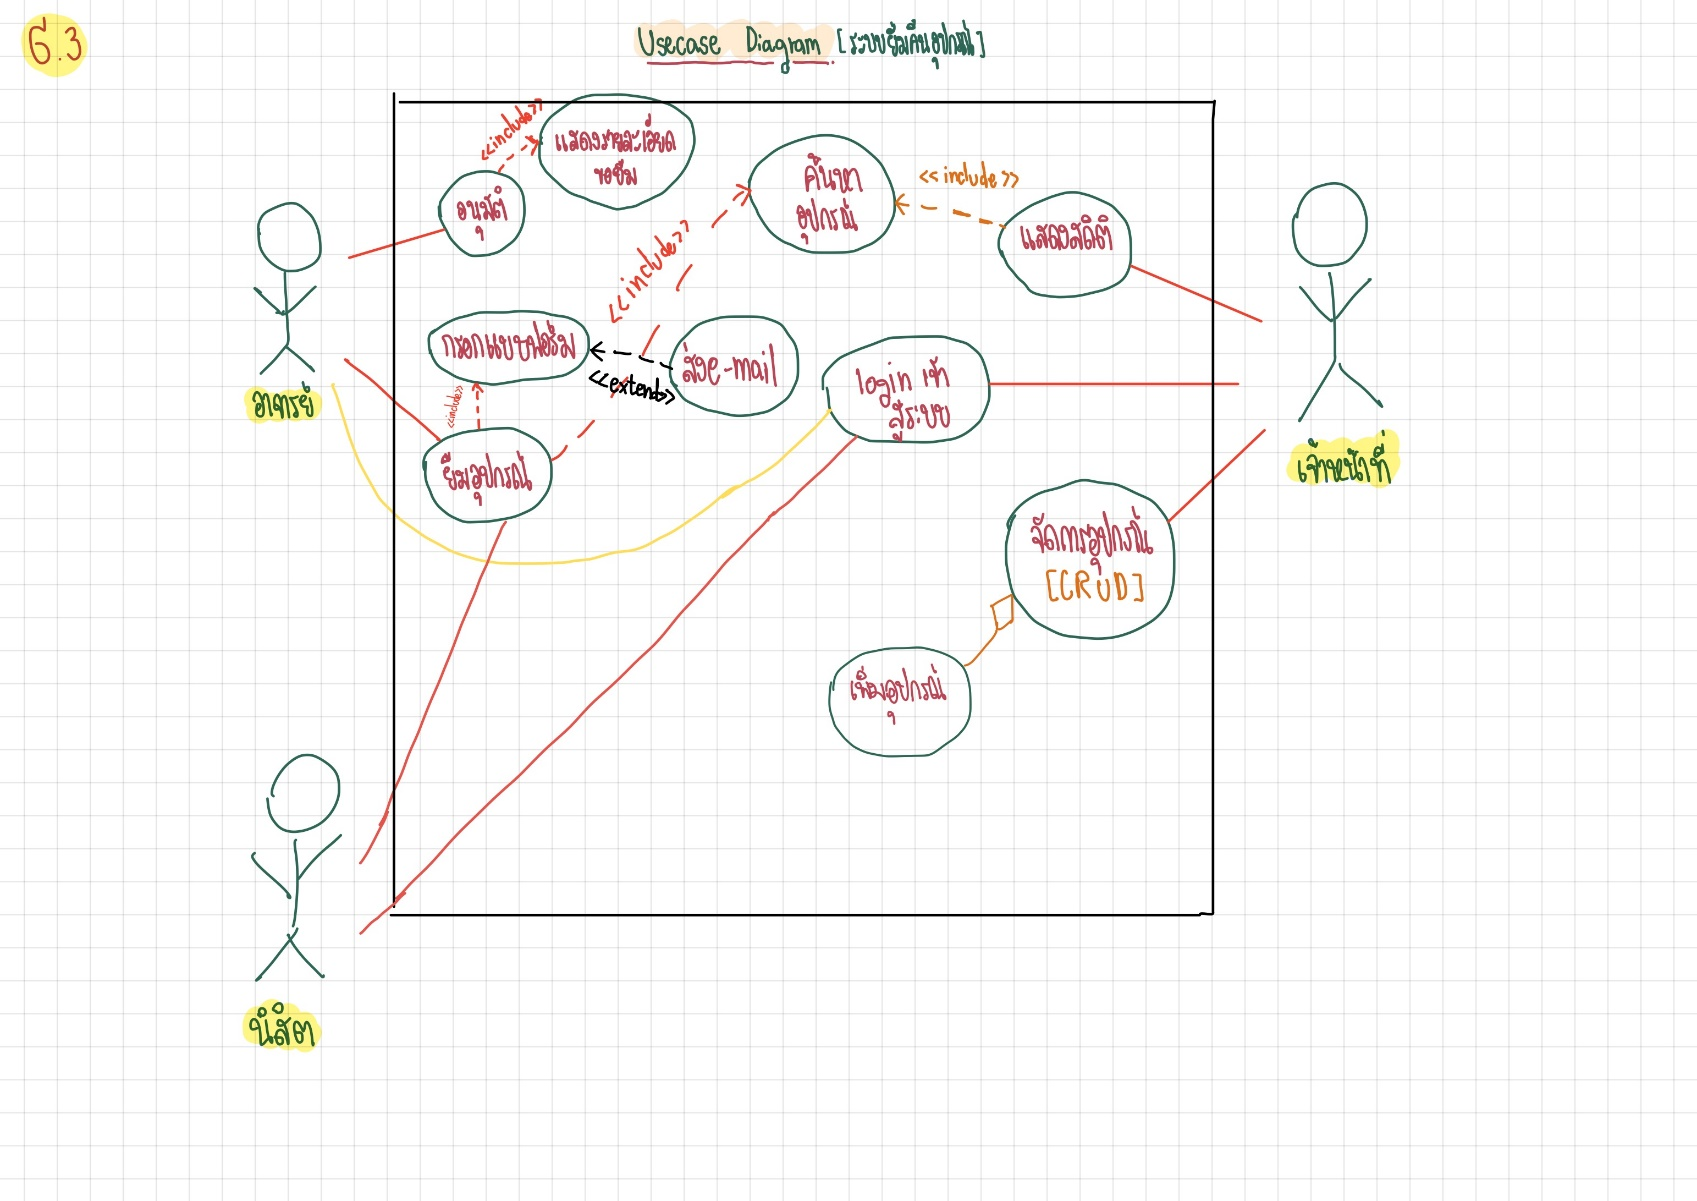 6.3
Usecase Diagram [ระบบยืมคืนอุปกรณ์]
<<include>>
แสดงรายละเอียด
ขอยืม
อนุมัติ
ค้นหา
อุปกรณ์
<<include>>
แสดงสถิติ
<<include>>
กรอกแบบฟอร์ม
ส่งe-mail
<<extend>>
login เข้า
สู่ระบบ
<<include>>
ยืมอุปกรณ์
อาจารย์
เจ้าหน้าที่
จัดการอุปกรณ์
[CRUD]
เพิ่มอุปกรณ์
นิสิต